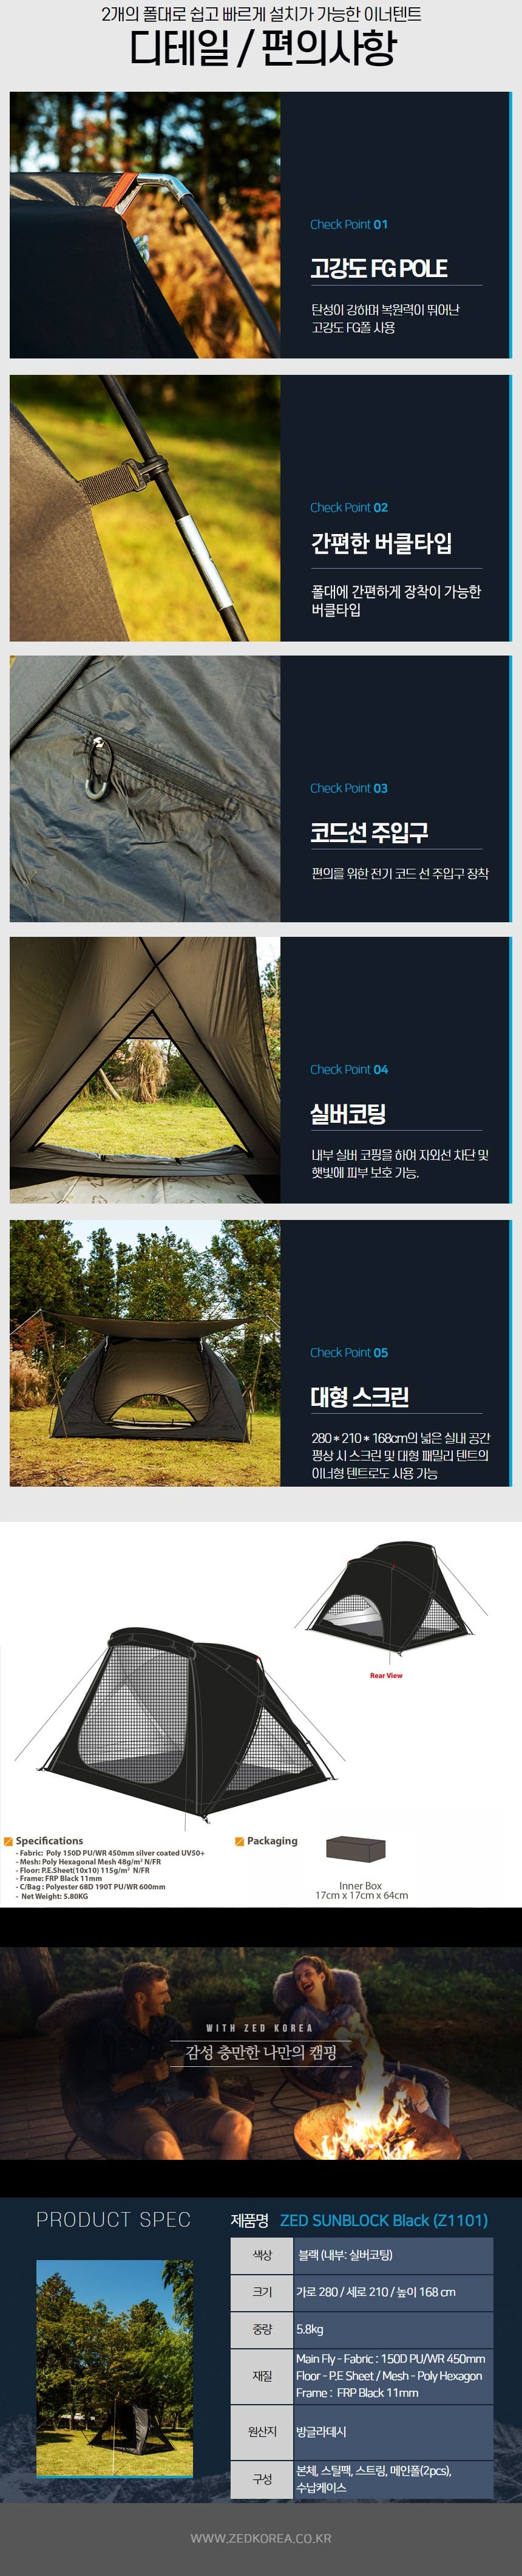 2개의 폴대로 쉽고 빠르게 설치가 가능한 이너텐트
디테일 / 편의사항
Check Point 01
고강도 FG POLE
탄성이 강하며 복원력이 뛰어난
고강도 FG폴 사용
Check Point 02
간편한 버클타입
폴대에 간편하게 장착이 가능한
버클타입
Check Point 03
코드선 주입구
편의를 위한 전기 코드 선 주입구 장착
Check Point 04
실버코팅
내부 실버 코핑을 하여 자외선 차단 및
햇빛에 피부 보호 가능.
Check Point 05
대형 스크린
280 * 210 * 168cm의 넓은 실내 공간
평상 시 스크린 및 대형 패밀리 텐트의
이너형 텐트로도 사용 가능
Rear View
Specifications
- Fabric: Poly 150D PU/WR 450mm silver coated UV50+
- Mesh: Poly Hexagonal Mesh 48g/m² N/FR
- Floor: P.E.Sheet(10x10) 115g/m² N/FR
- Frame: FRP Black 11mm
- C/Bag : Polyester 68D 190T PU/WR 600mm
- Net Weight: 5.80KG
Packaging
Inner Box
17cm x 17cm x 64cm
WITH ZED KOREA
감성 충만한 나만의 캠핑
PRODUCT SPEC
제품명 ZED SUNBLOCK Black (Z1101)
색상 블랙 (내부: 실버코팅)
크기 가로 280 / 세로 210 / 높이 168 cm
중량 5.8kg
재질 Main Fly - Fabric : 150D PU/WR 450mm
Floor - P.E Sheet / Mesh - Poly Hexagon
Frame : FRP Black 11mm
원산지 방글라데시
구성 본체, 스틸팩, 스트링, 메인폴(2pcs),
수납케이스
WWW.ZEDKOREA.CO.KR